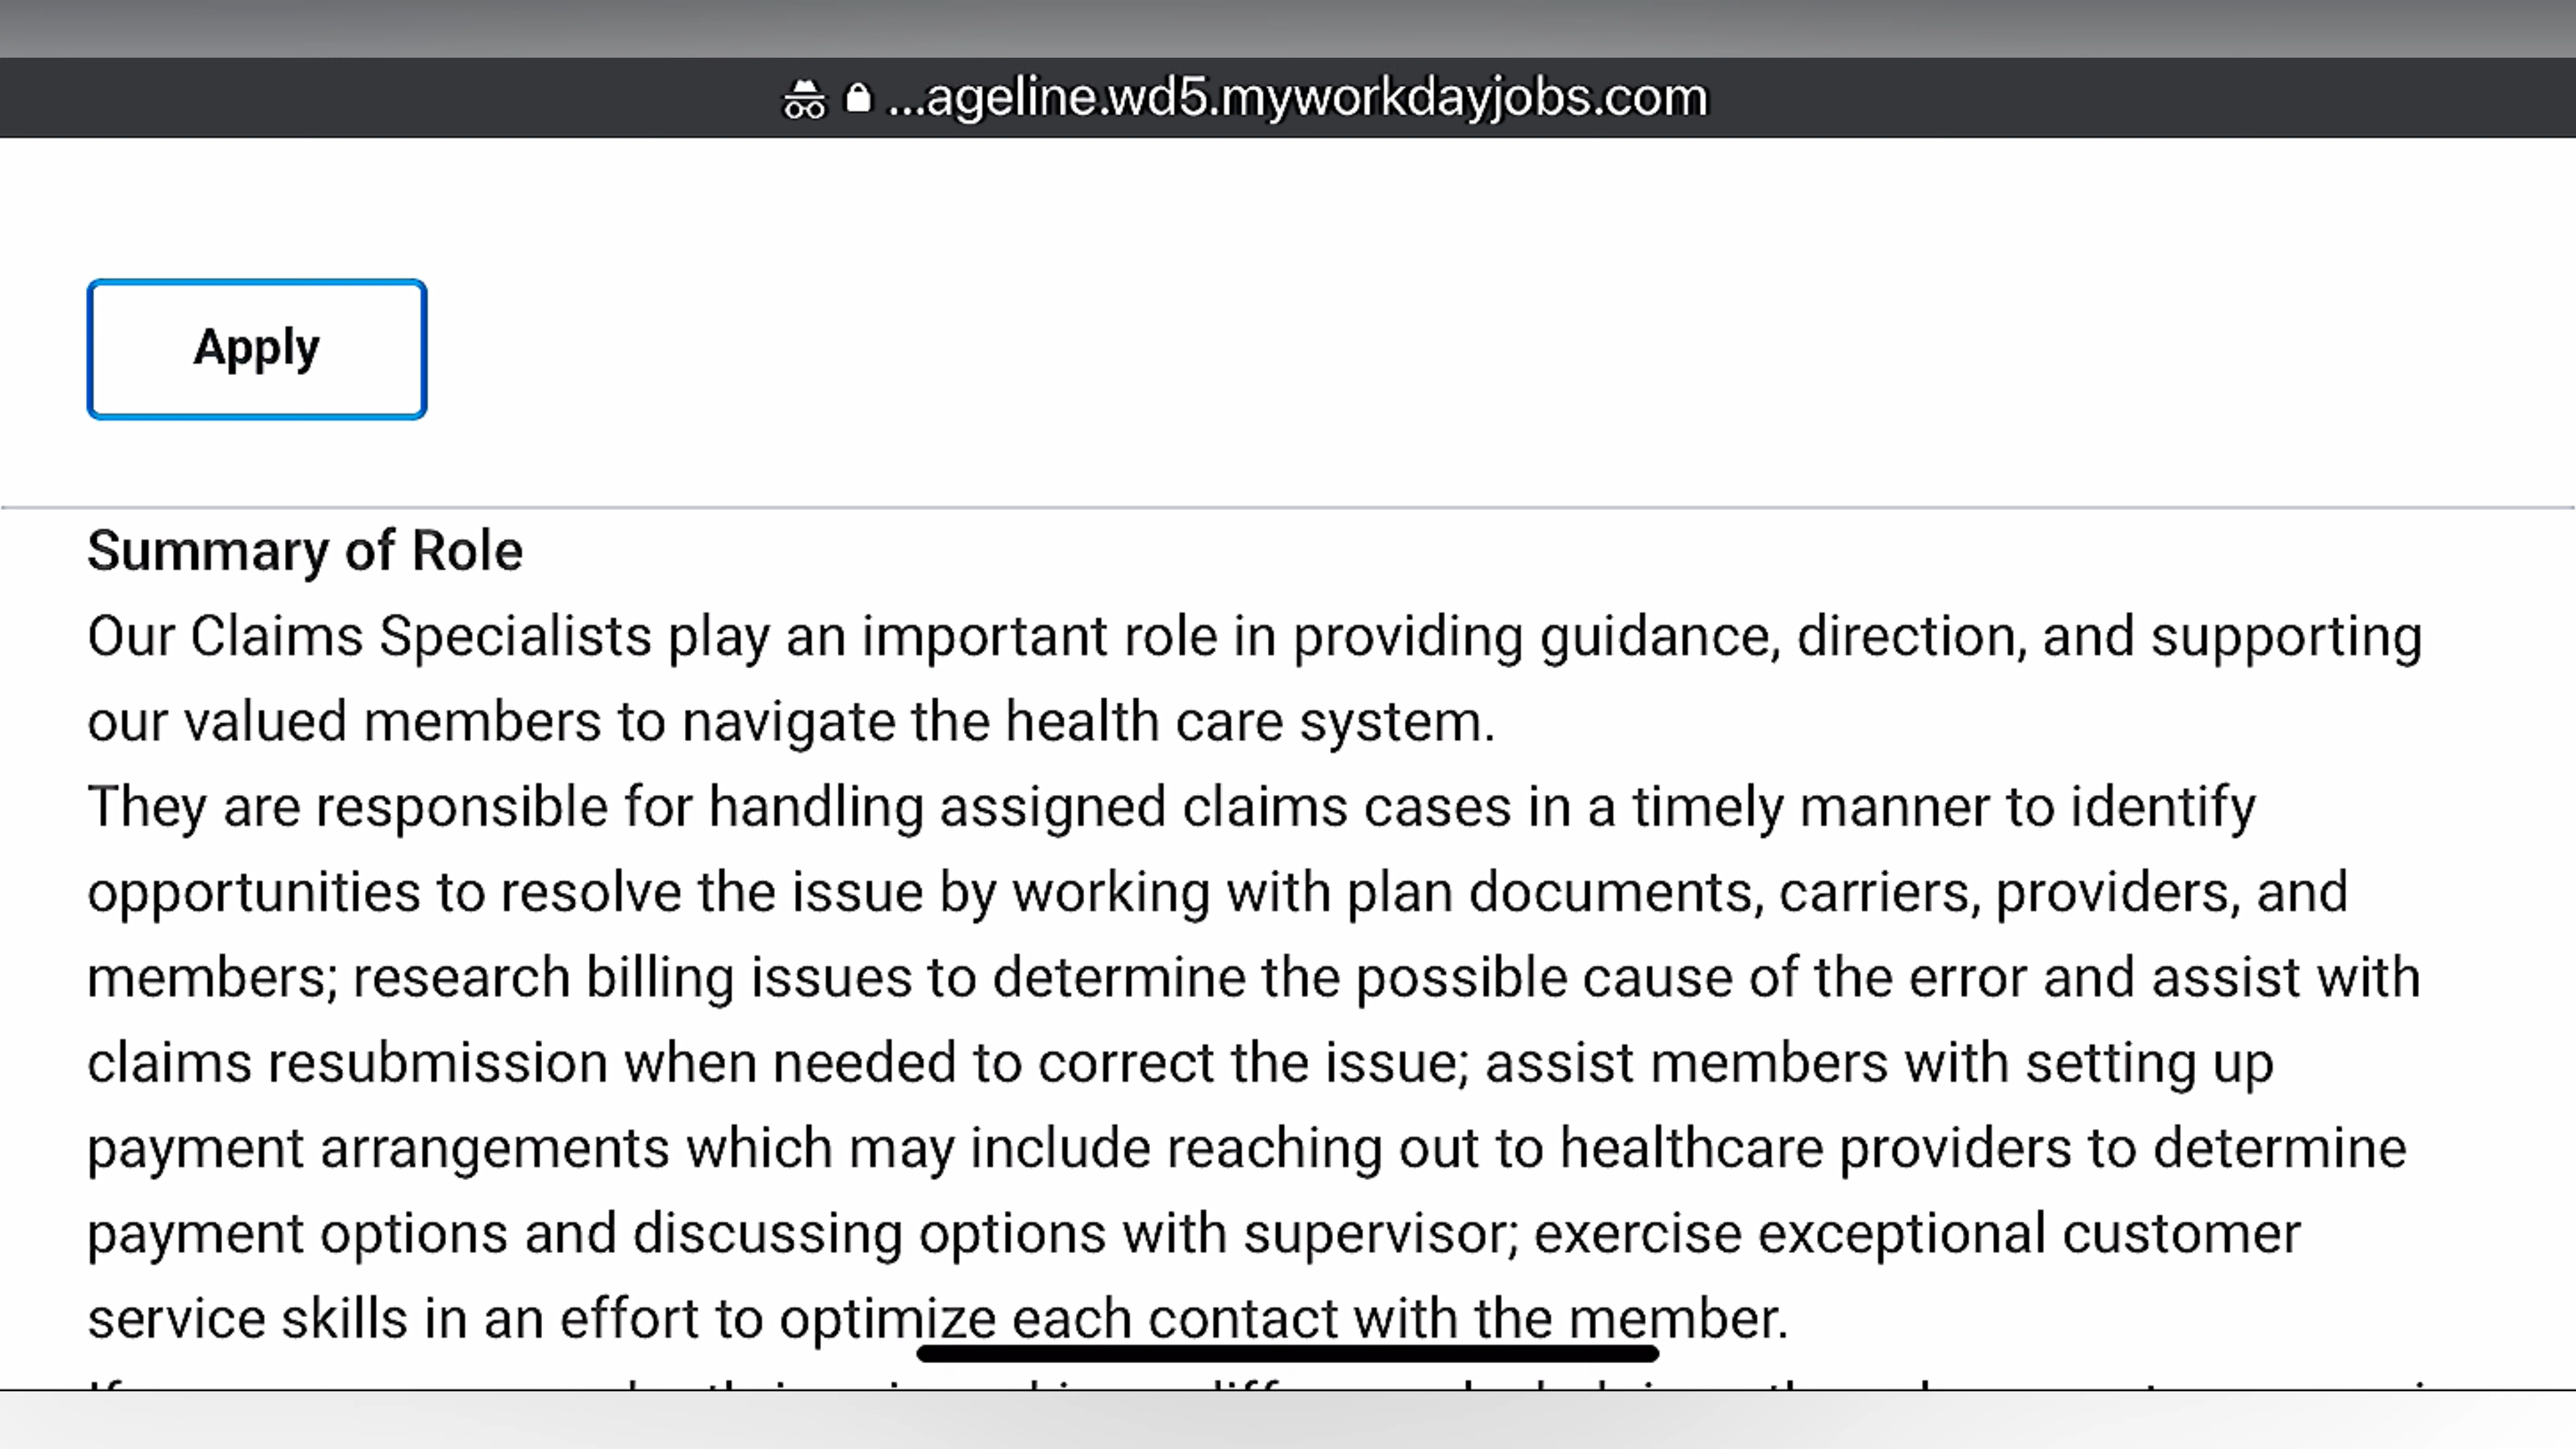 ...ageline.wd5.myworkdayjobs.com
Apply
Summary of Role
Our Claims Specialists play an important role in providing guidance, direction, and supporting
our valued members to navigate the health care system.
They are responsible for handling assigned claims cases in a timely manner to identify
opportunities to resolve the issue by working with plan documents, carriers, providers, and
members; research billing issues to determine the possible cause of the error and assist with
claims resubmission when needed to correct the issue; assist members with setting up
payment arrangements which may include reaching out to healthcare providers to determine
payment options and discussing options with supervisor; exercise exceptional customer
service skills in an effort to optimize each contact with the member.